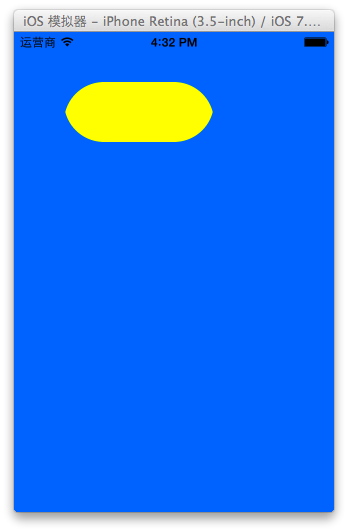 iOS 模拟器 – iPhone Retina (3.5-inch) / iOS 7....
运营商 4:32 PM